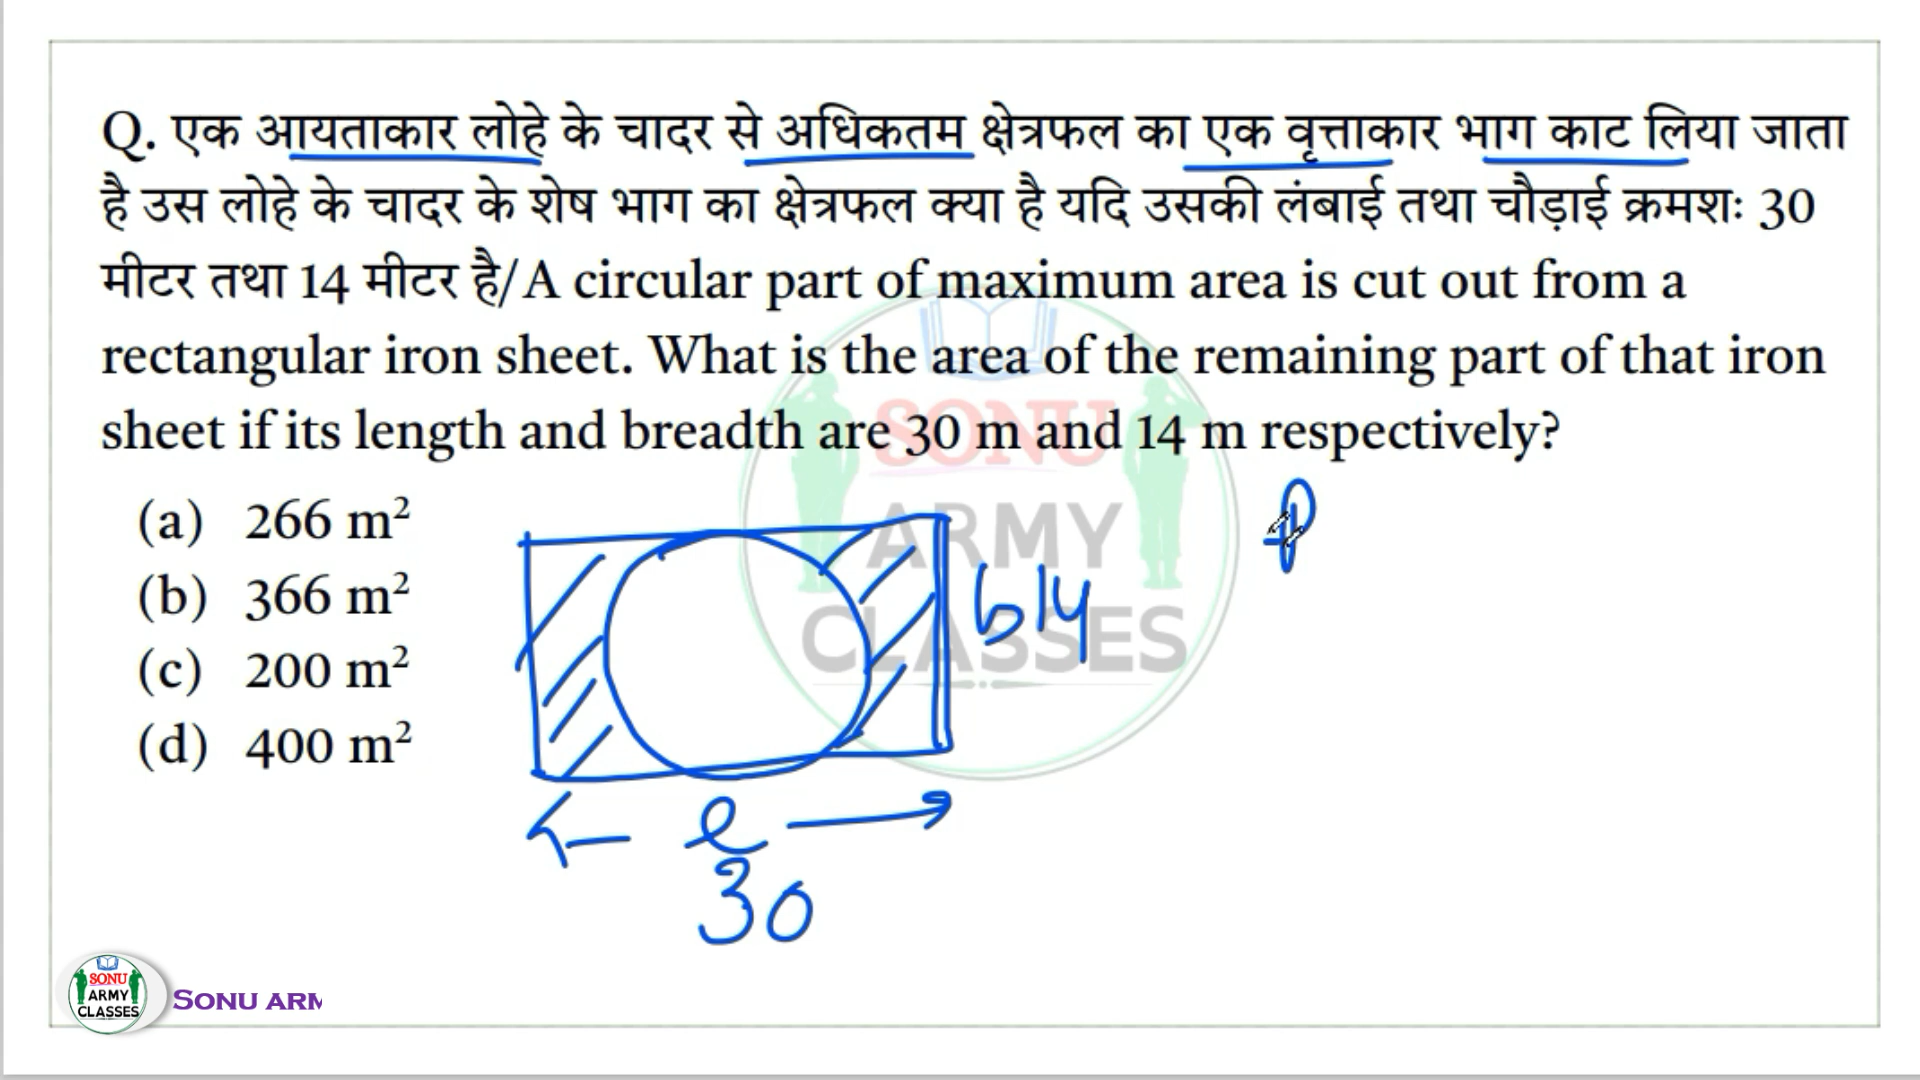 Q. एक आयताकार लोहे के चादर से अधिकतम क्षेत्रफल का एक वृत्ताकार भाग काट लिया जाता
है उस लोहे के चादर के शेष भाग का क्षेत्रफल क्या है यदि उसकी लंबाई तथा चौड़ाई क्रमशः 30
मीटर तथा 14 मीटर है/A circular part of maximum area is cut out from a
rectangular iron sheet. What is the area of the remaining part of that iron
sheet if its length and breadth are 30 m and 14 m respectively?
(a) 266 m²
(b) 366 m²
(c) 200 m²
(d) 400 m²
SONU
ARMY
CLASSES
b 14
l
30
SONU
ARMY
CLASSES
SONU ARM